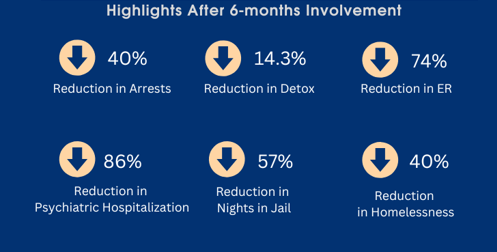 Highlights After 6-months Involvement
40%
Reduction in Arrests
14.3%
Reduction in Detox
74%
Reduction in ER
86%
Reduction in
Psychiatric Hospitalization
57%
Reduction in
Nights in Jail
40%
Reduction
in Homelessness